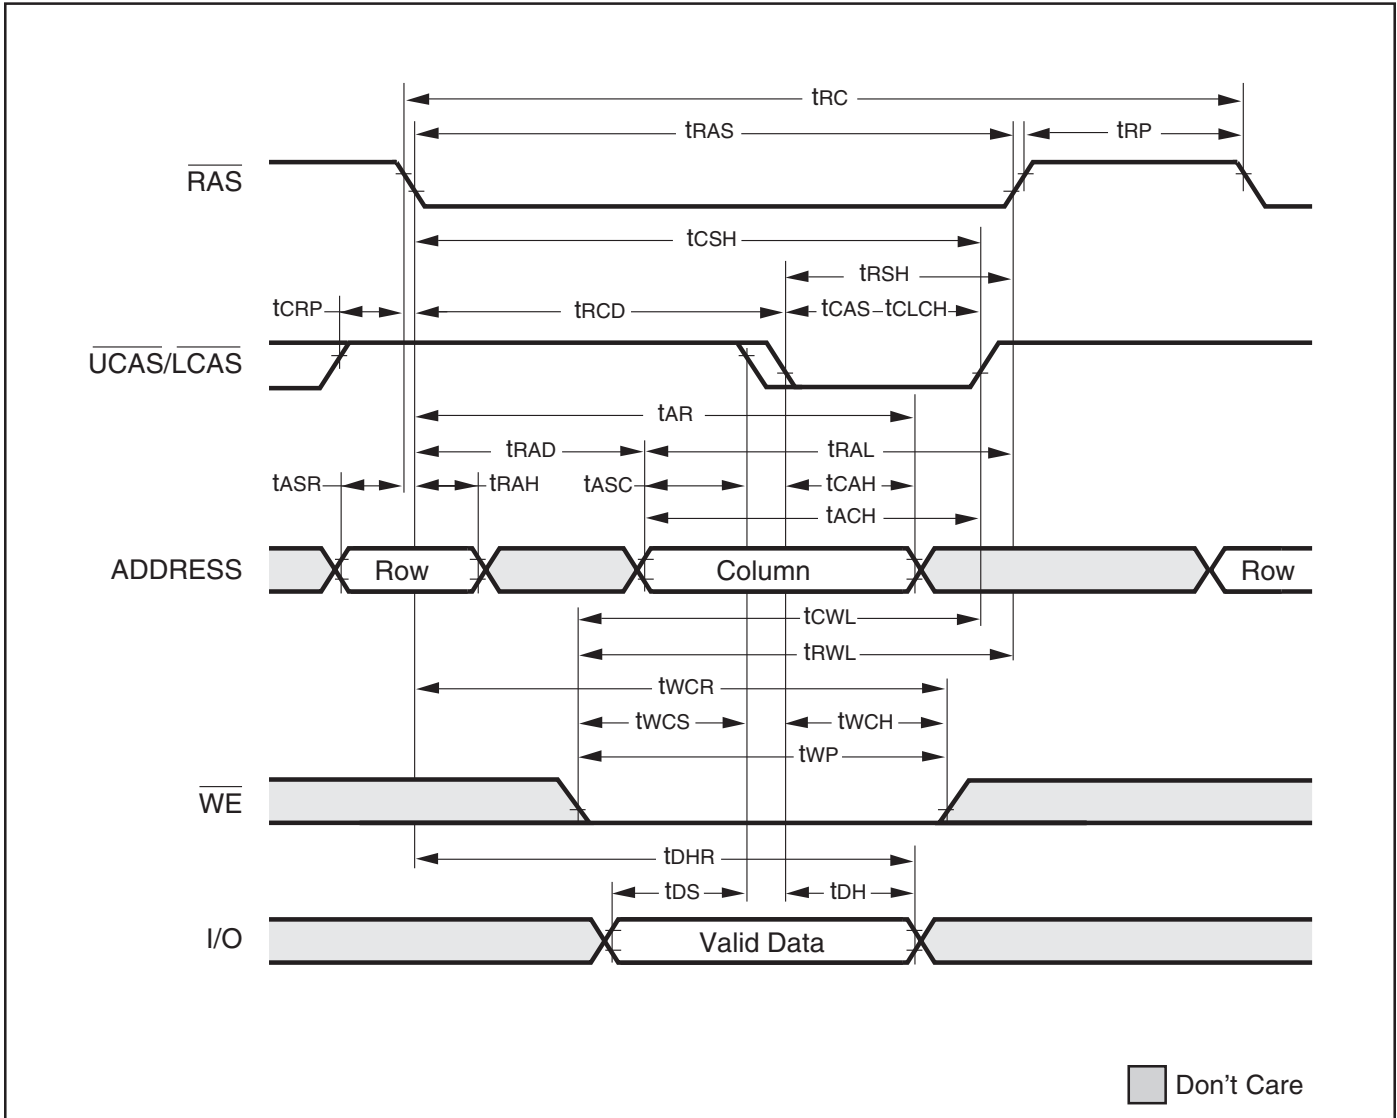 tRC
tRAS
tRP
RAS
tCSH
tRSH
tCRP
tRCD
tCAS
tCLCH
UCAS/LCAS
tAR
tRAD
tRAL
tASR
tRAH
tASC
tCAH
tACH
ADDRESS
Row
Column
Row
tCWL
tRWL
tWCR
tWCS
tWCH
tWP
WE
tDHR
tDS
tDH
I/O
Valid Data
Don't Care